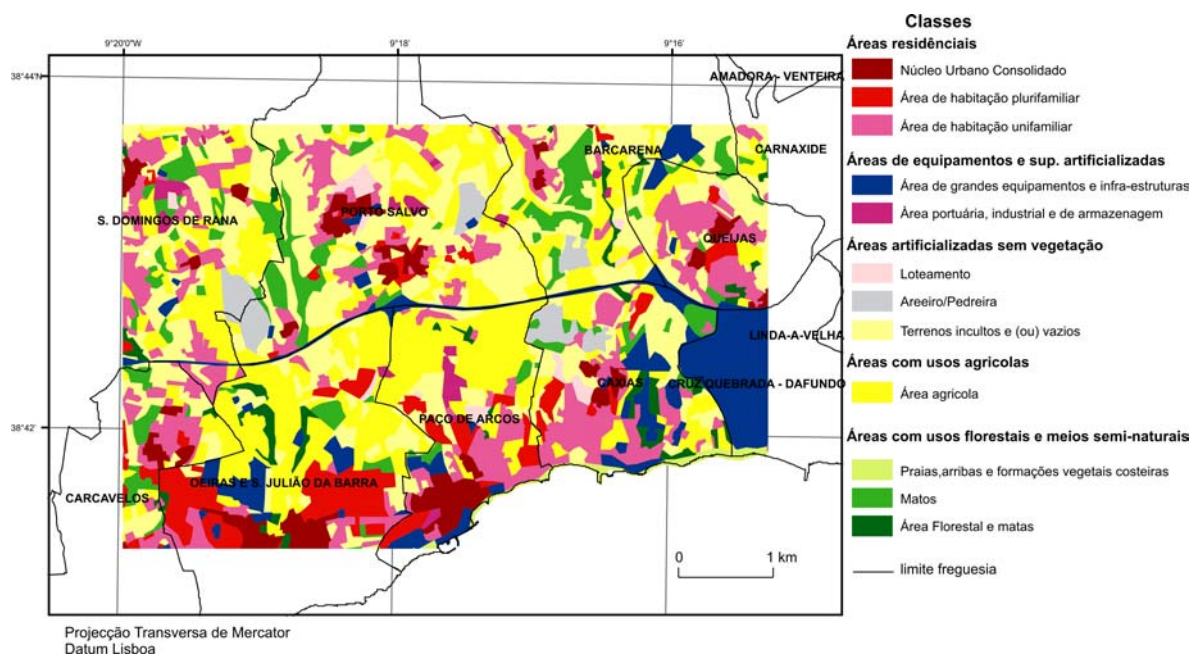 9°20'0"W
9°18'
9°16'
38°44'N
38°42'
AMADORA - VENTEIRA
BARCARENA
CARNAXIDE
S. DOMINGOS DE RANA
PORTO SALVO
QUEIJAS
LINDA-A-VELHA
CAXIAS
CRUZ QUEBRADA - DAFUNDO
PAÇO DE ARCOS
OEIRAS E S. JULIÃO DA BARRA
CARCAVELOS
0 1 km
Projecção Transversa de Mercator
Datum Lisboa
Classes
Áreas residênciais
Núcleo Urbano Consolidado
Área de habitação plurifamiliar
Área de habitação unifamiliar
Áreas de equipamentos e sup. artificializadas
Área de grandes equipamentos e infra-estruturas
Área portuária, industrial e de armazenagem
Áreas artificializadas sem vegetação
Loteamento
Areeiro/Pedreira
Terrenos incultos e (ou) vazios
Áreas com usos agricolas
Área agricola
Áreas com usos florestais e meios semi-naturais
Praias,arribas e formações vegetais costeiras
Matos
Área Florestal e matas
limite freguesia